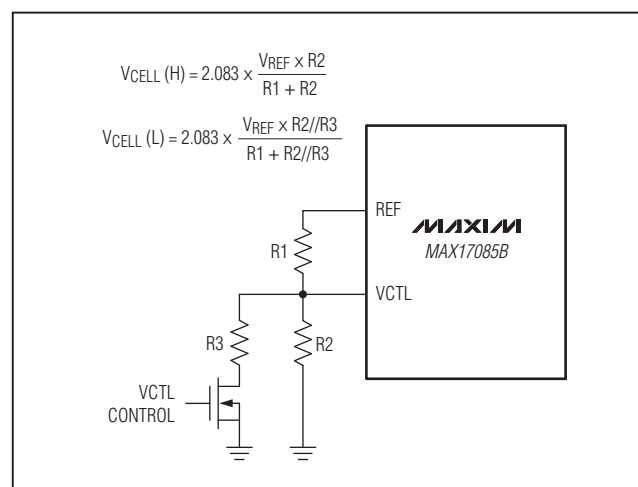 VCELL (H) = 2.083 x VREF x R2 / R1 + R2
VCELL (L) = 2.083 x VREF x R2//R3 / R1 + R2//R3
REF
MAXIM
MAX17085B
R1
VCTL
R3
R2
VCTL
CONTROL